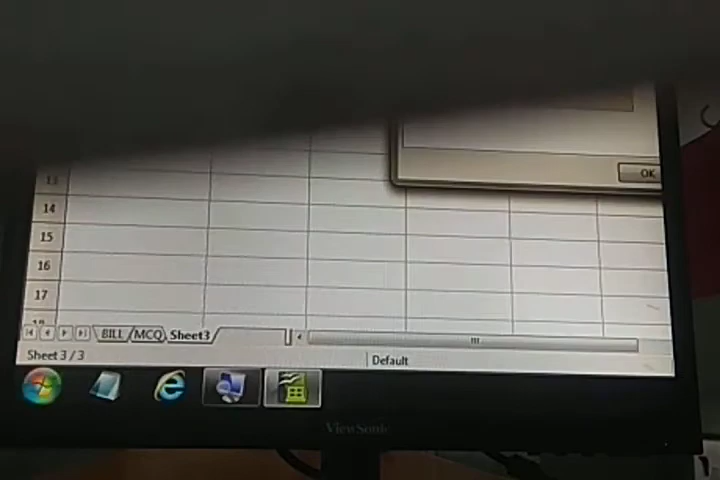 OK
13
14
15
16
17
BILL MCQ Sheet3
Sheet 3 / 3 Default
ViewSonic